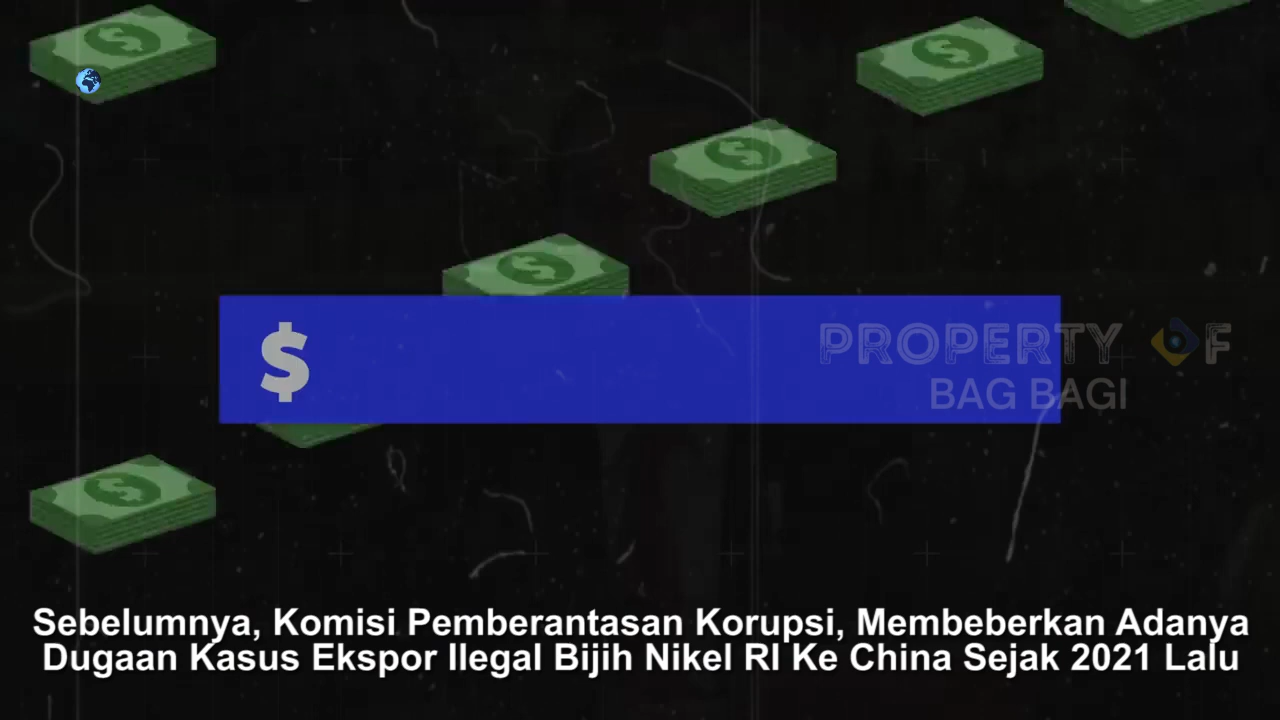 $
PROPERTY OF
BAG BAGI
Sebelumnya, Komisi Pemberantasan Korupsi, Membeberkan Adanya
Dugaan Kasus Ekspor Ilegal Bijih Nikel RI Ke China Sejak 2021 Lalu